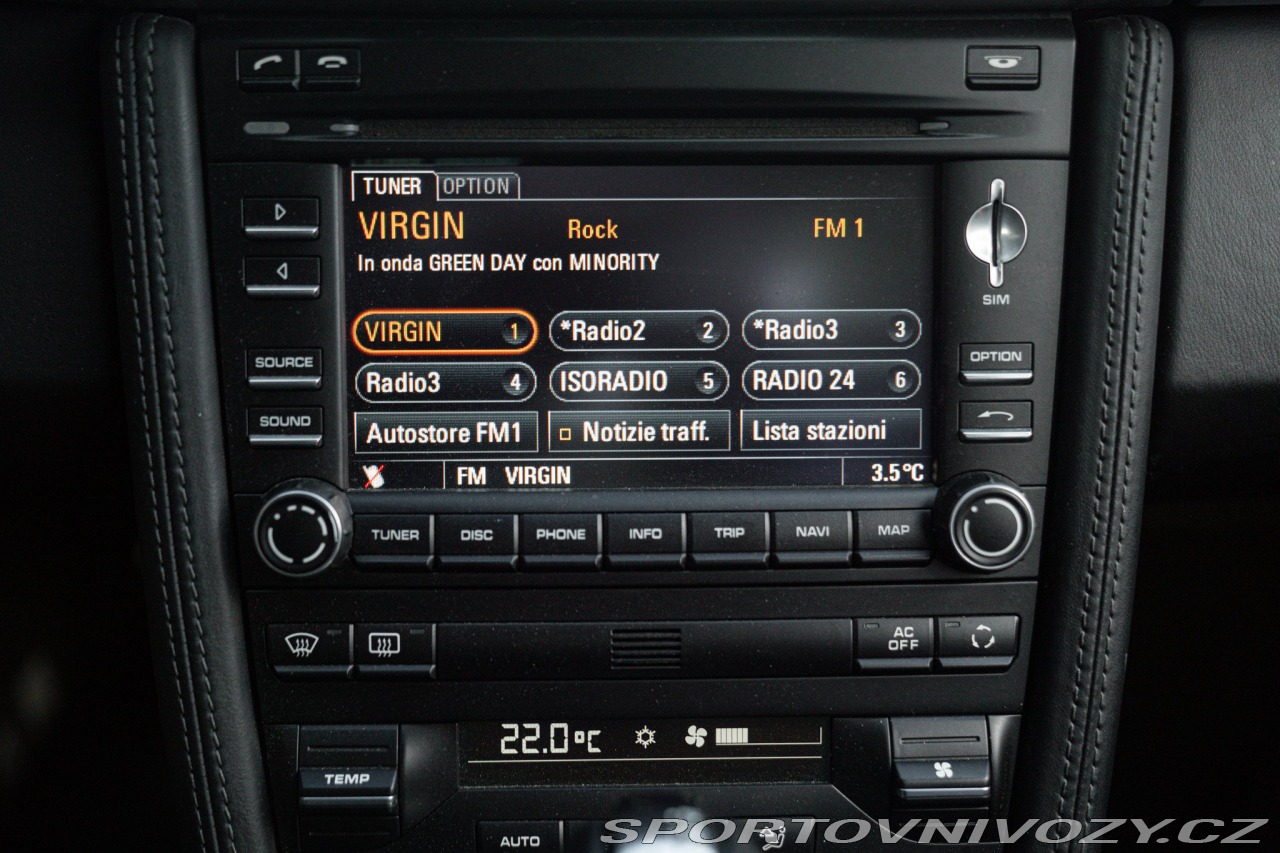 TUNER OPTION
VIRGIN Rock FM 1
In onda GREEN DAY con MINORITY
VIRGIN 1 *Radio2 2 *Radio3 3
Radio3 4 ISORADIO 5 RADIO 24 6
Autostore FM1 Notizie traff. Lista stazioni
FM VIRGIN 3.5°C
SOURCE
SOUND
SIM
OPTION
TUNER DISC PHONE INFO TRIP NAVI MAP
AC
OFF
22.0°C
TEMP
AUTO
SPORTOVNIVOZY.CZ